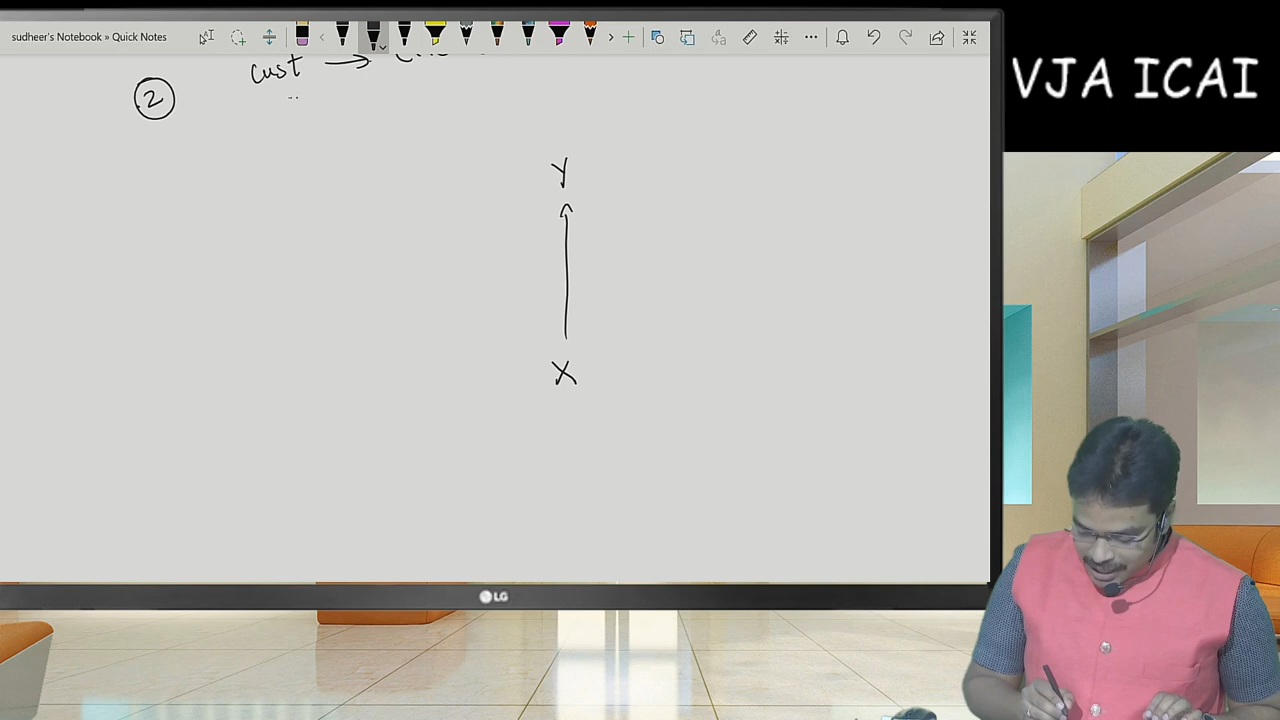 sudheer's Notebook » Quick Notes
VJA ICAI
cust →
2
Y
X
LG